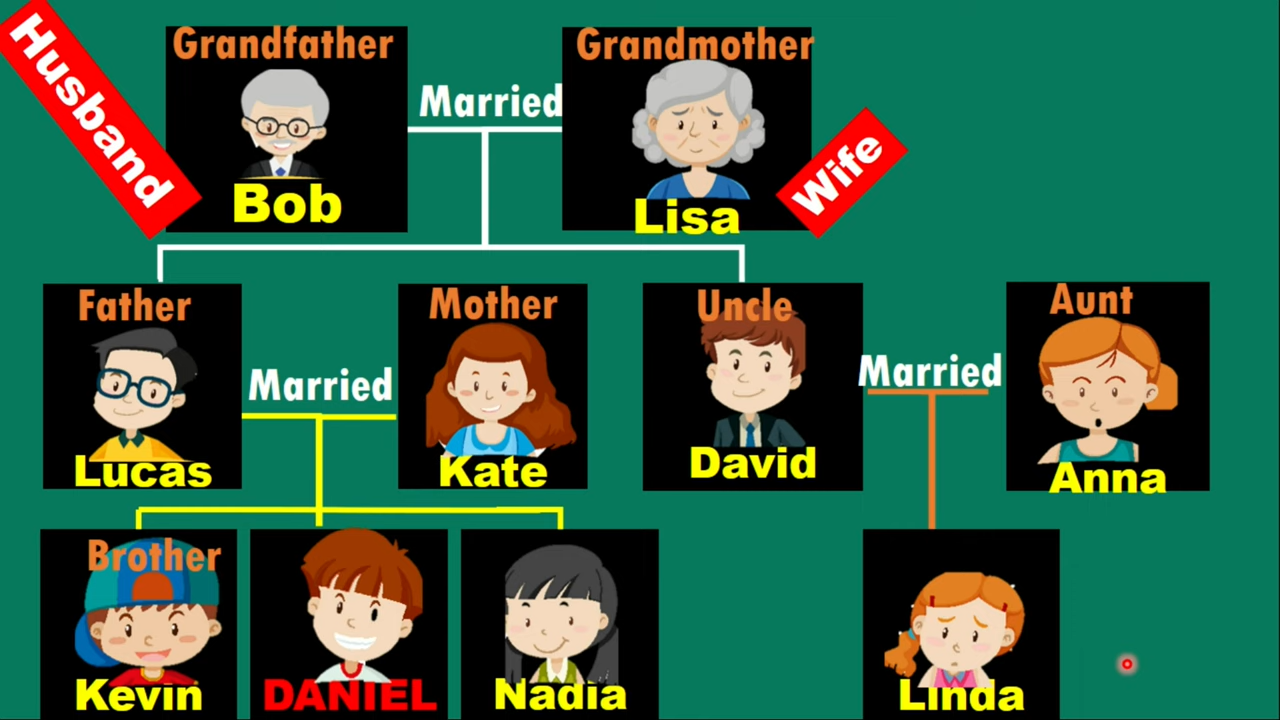 Husband
Grandfather
Married
Grandmother
Wife
Bob
Lisa
Father
Married
Mother
Uncle
Married
Aunt
Lucas
Kate
David
Anna
Brother
Kevin
DANIEL
Nadia
Linda